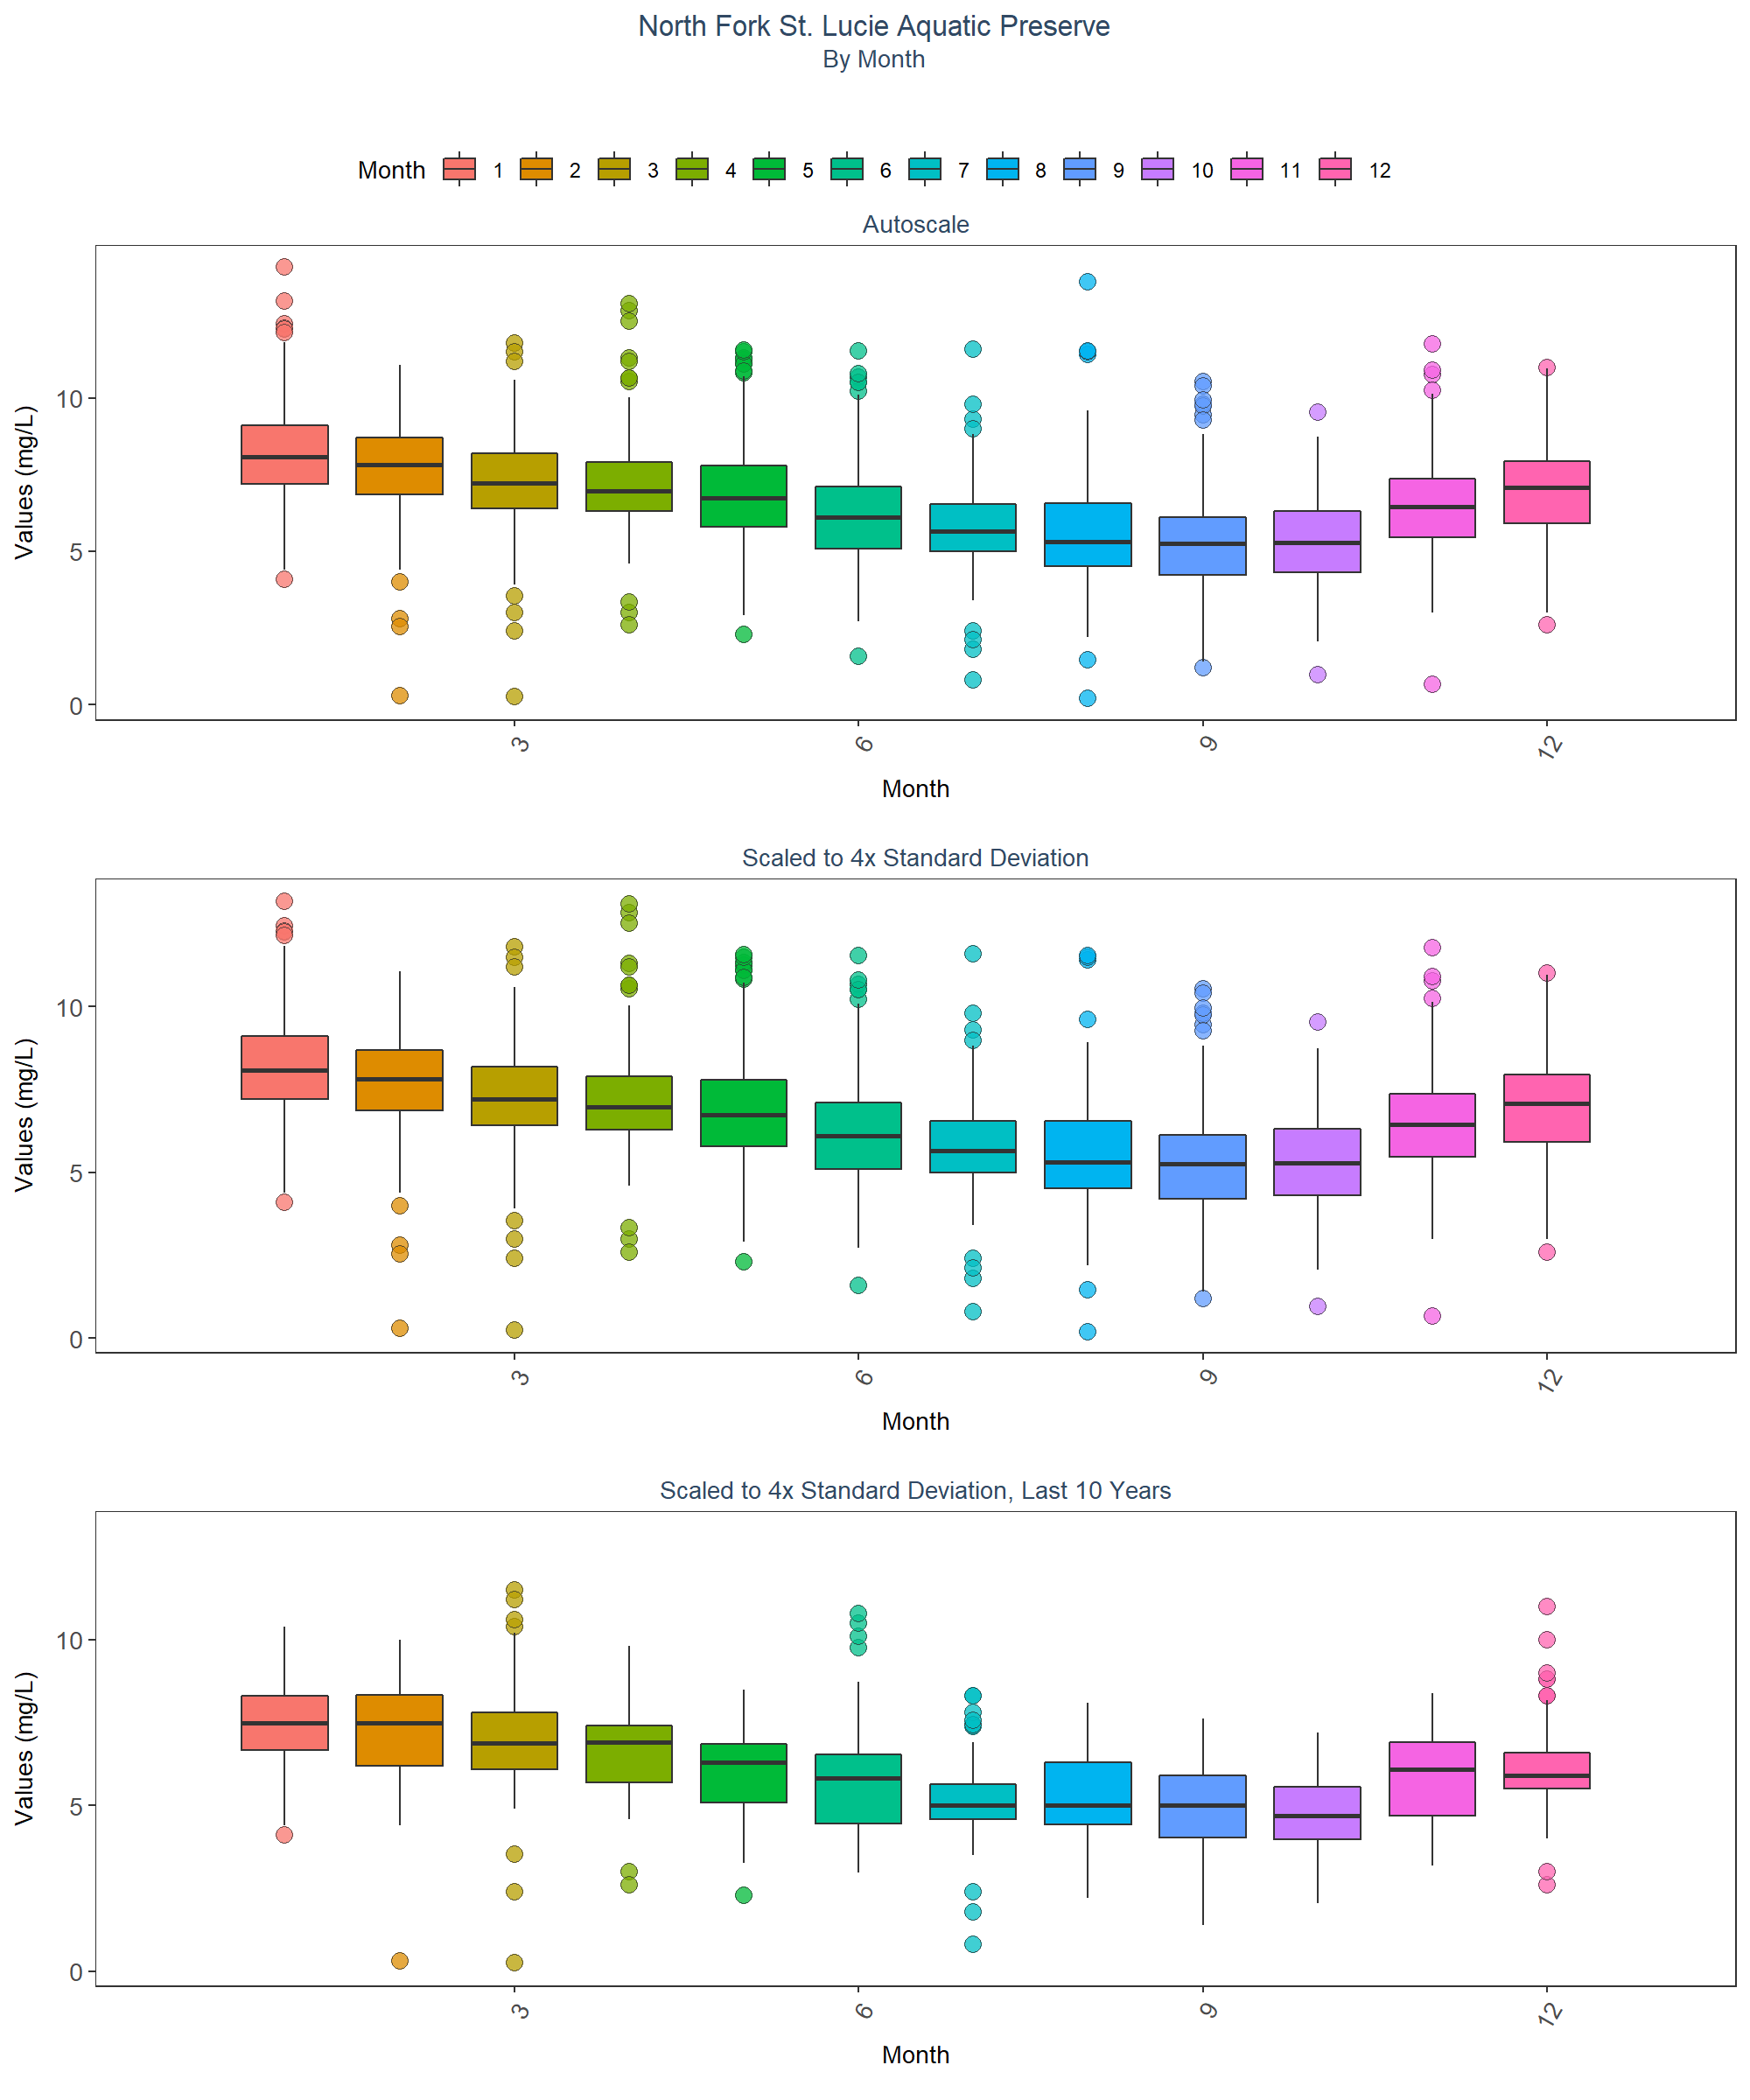 North Fork St. Lucie Aquatic Preserve
By Month
Month 1 2 3 4 5 6 7 8 9 10 11 12
Autoscale
Values (mg/L)
10
5
0
3 6 9 12
Month
Scaled to 4x Standard Deviation
Values (mg/L)
10
5
0
3 6 9 12
Month
Scaled to 4x Standard Deviation, Last 10 Years
Values (mg/L)
10
5
0
3 6 9 12
Month